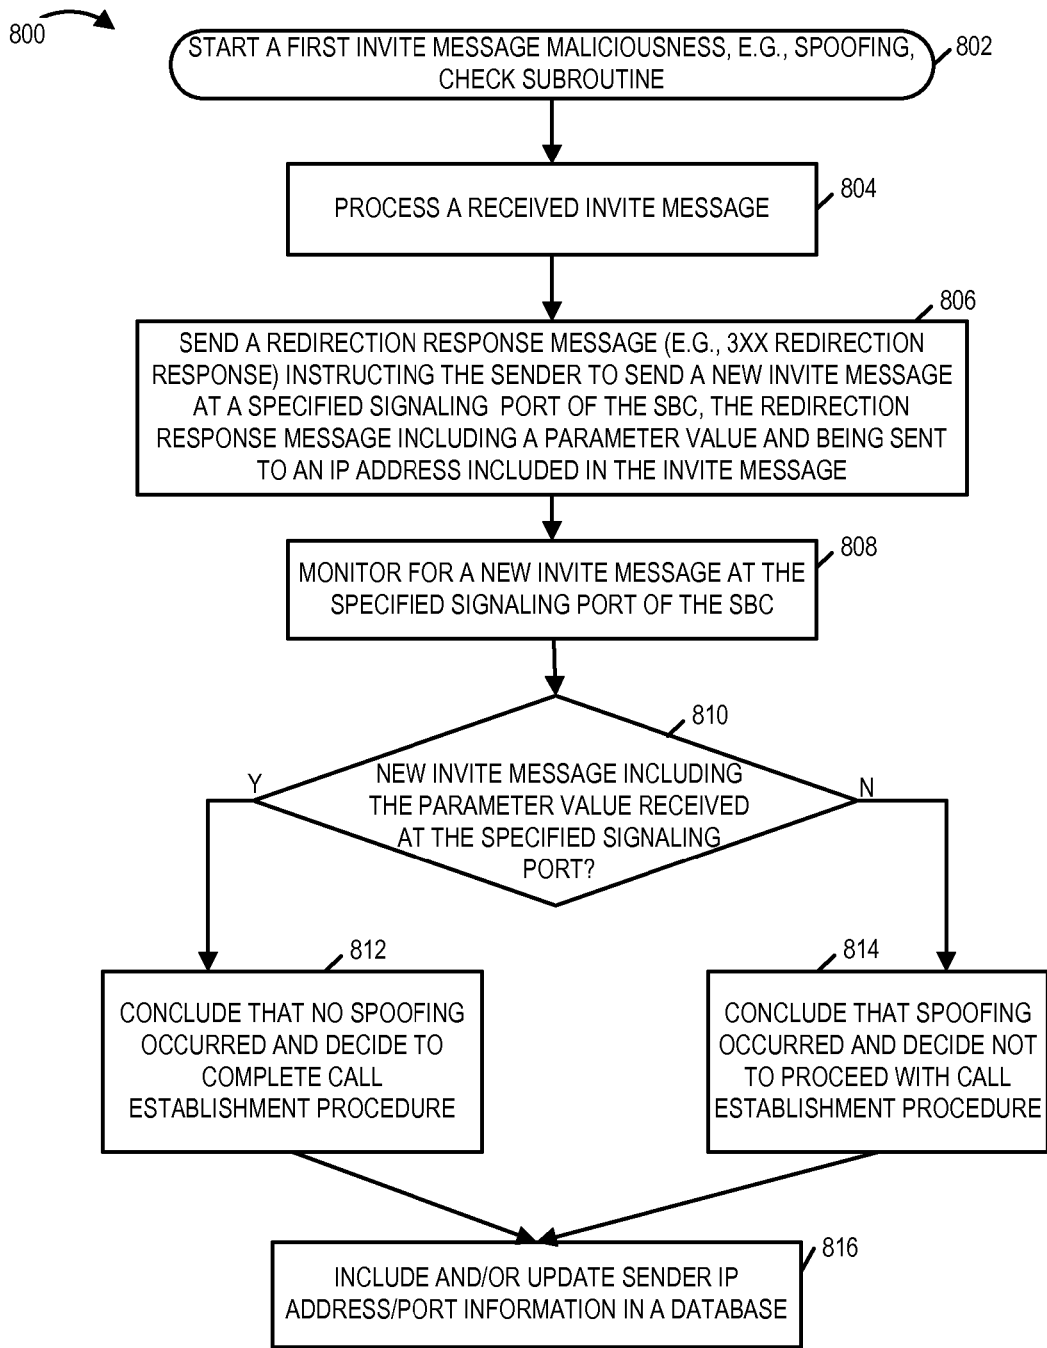 800
START A FIRST INVITE MESSAGE MALICIOUSNESS, E.G., SPOOFING,
CHECK SUBROUTINE
802
PROCESS A RECEIVED INVITE MESSAGE
804
806
SEND A REDIRECTION RESPONSE MESSAGE (E.G., 3XX REDIRECTION
RESPONSE) INSTRUCTING THE SENDER TO SEND A NEW INVITE MESSAGE
AT A SPECIFIED SIGNALING PORT OF THE SBC, THE REDIRECTION
RESPONSE MESSAGE INCLUDING A PARAMETER VALUE AND BEING SENT
TO AN IP ADDRESS INCLUDED IN THE INVITE MESSAGE
808
MONITOR FOR A NEW INVITE MESSAGE AT THE
SPECIFIED SIGNALING PORT OF THE SBC
810
Y
NEW INVITE MESSAGE INCLUDING
THE PARAMETER VALUE RECEIVED
AT THE SPECIFIED SIGNALING
PORT?
N
812
CONCLUDE THAT NO SPOOFING
OCCURRED AND DECIDE TO
COMPLETE CALL
ESTABLISHMENT PROCEDURE
814
CONCLUDE THAT SPOOFING
OCCURRED AND DECIDE NOT
TO PROCEED WITH CALL
ESTABLISHMENT PROCEDURE
816
INCLUDE AND/OR UPDATE SENDER IP
ADDRESS/PORT INFORMATION IN A DATABASE